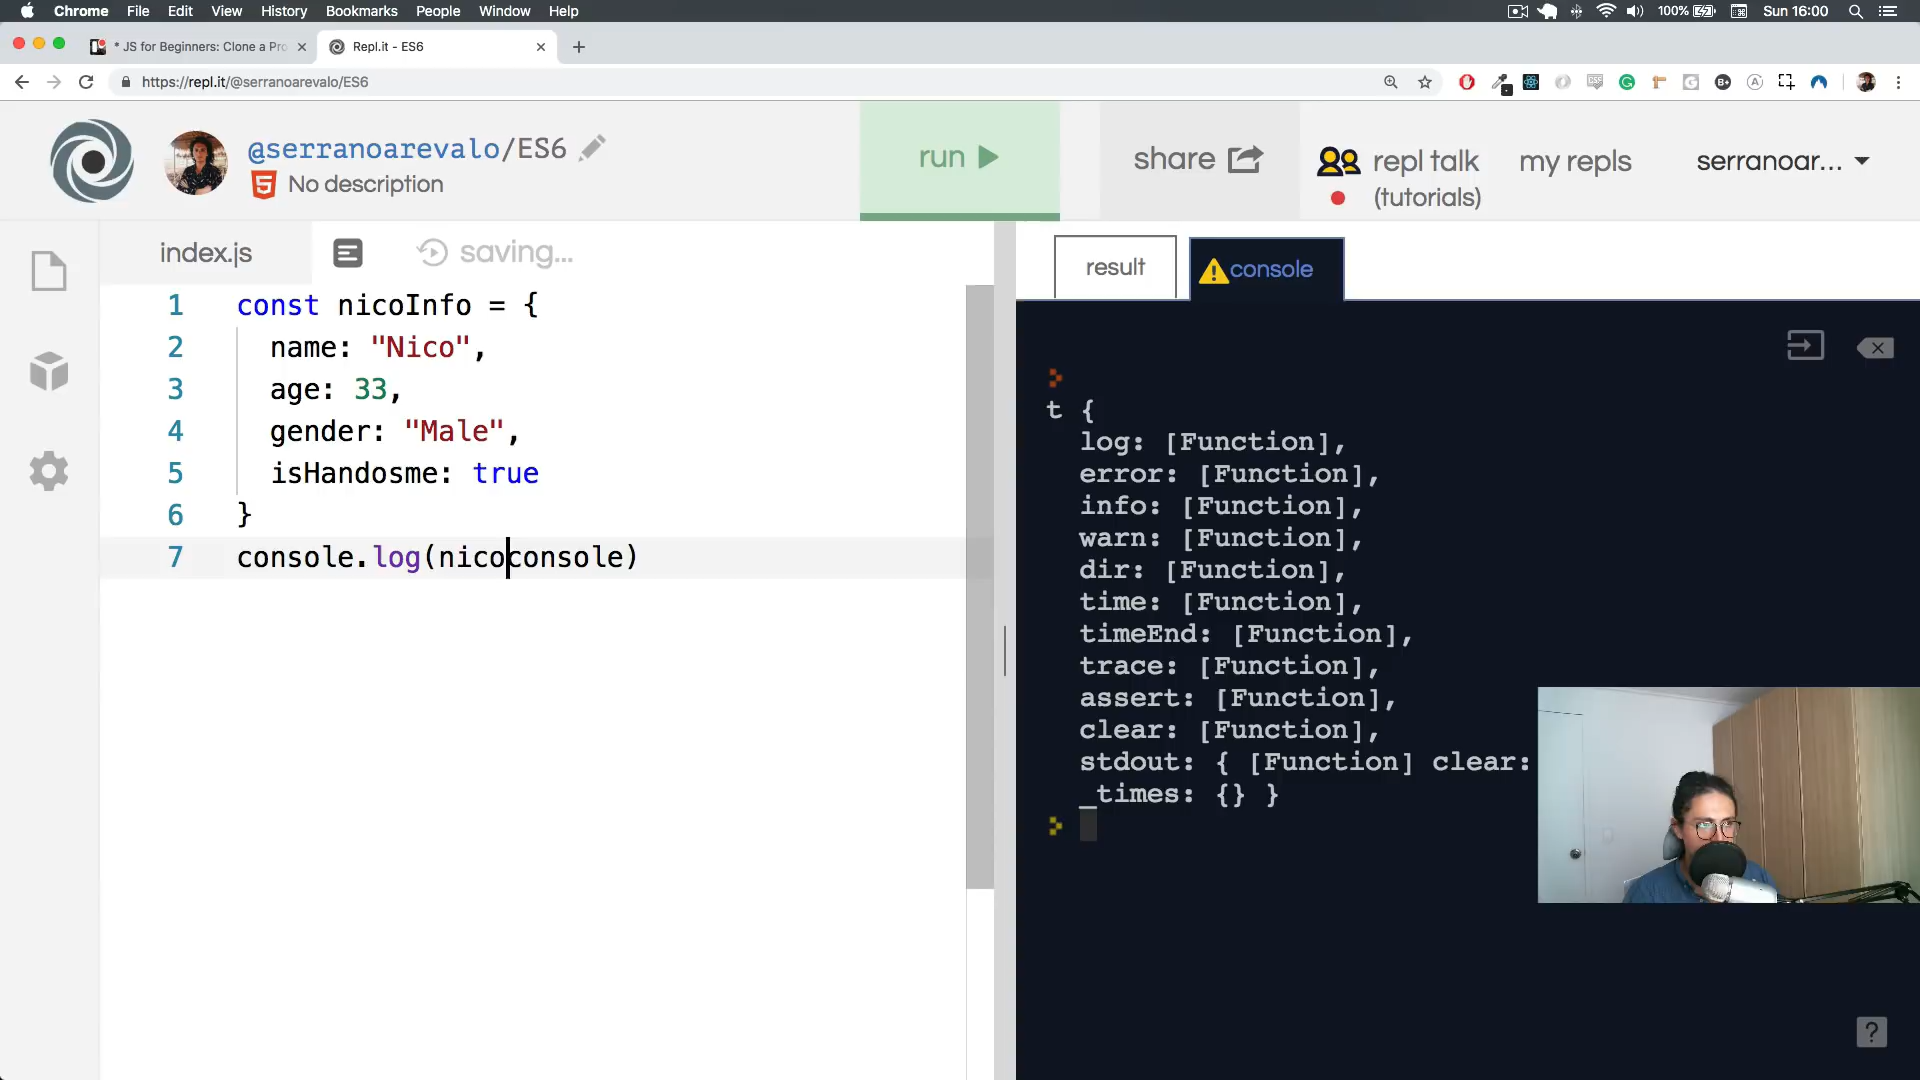 Chrome File Edit View History Bookmarks People Window Help
100% Sun 16:00
* JS for Beginners: Clone a Pro
Repl.it - ES6
https://repl.it/@serranoarevalo/ES6
@serranoarevalo/ES6
No description
run
share
repl talk
(tutorials)
my repls
serranoar...
index.js
saving...
result
console
1 const nicoInfo = {
2 name: "Nico",
3 age: 33,
4 gender: "Male",
5 isHandosme: true
6 }
7 console.log(nicoconsole)
>
t {
log: [Function],
error: [Function],
info: [Function],
warn: [Function],
dir: [Function],
time: [Function],
timeEnd: [Function],
trace: [Function],
assert: [Function],
clear: [Function],
stdout: { [Function] clear:
_times: {} }
>
?